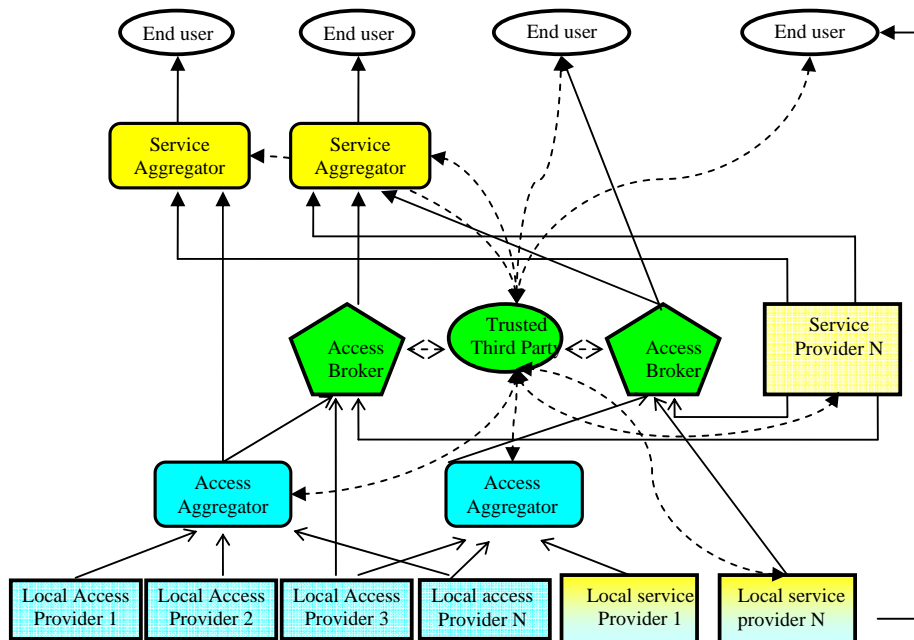 End user
End user
End user
End user
Service
Aggregator
Service
Aggregator
Access
Broker
Trusted
Third Party
Access
Broker
Service
Provider N
Access
Aggregator
Access
Aggregator
Local Access
Provider 1
Local Access
Provider 2
Local Access
Provider 3
Local access
Provider N
Local service
Provider 1
Local service
provider N